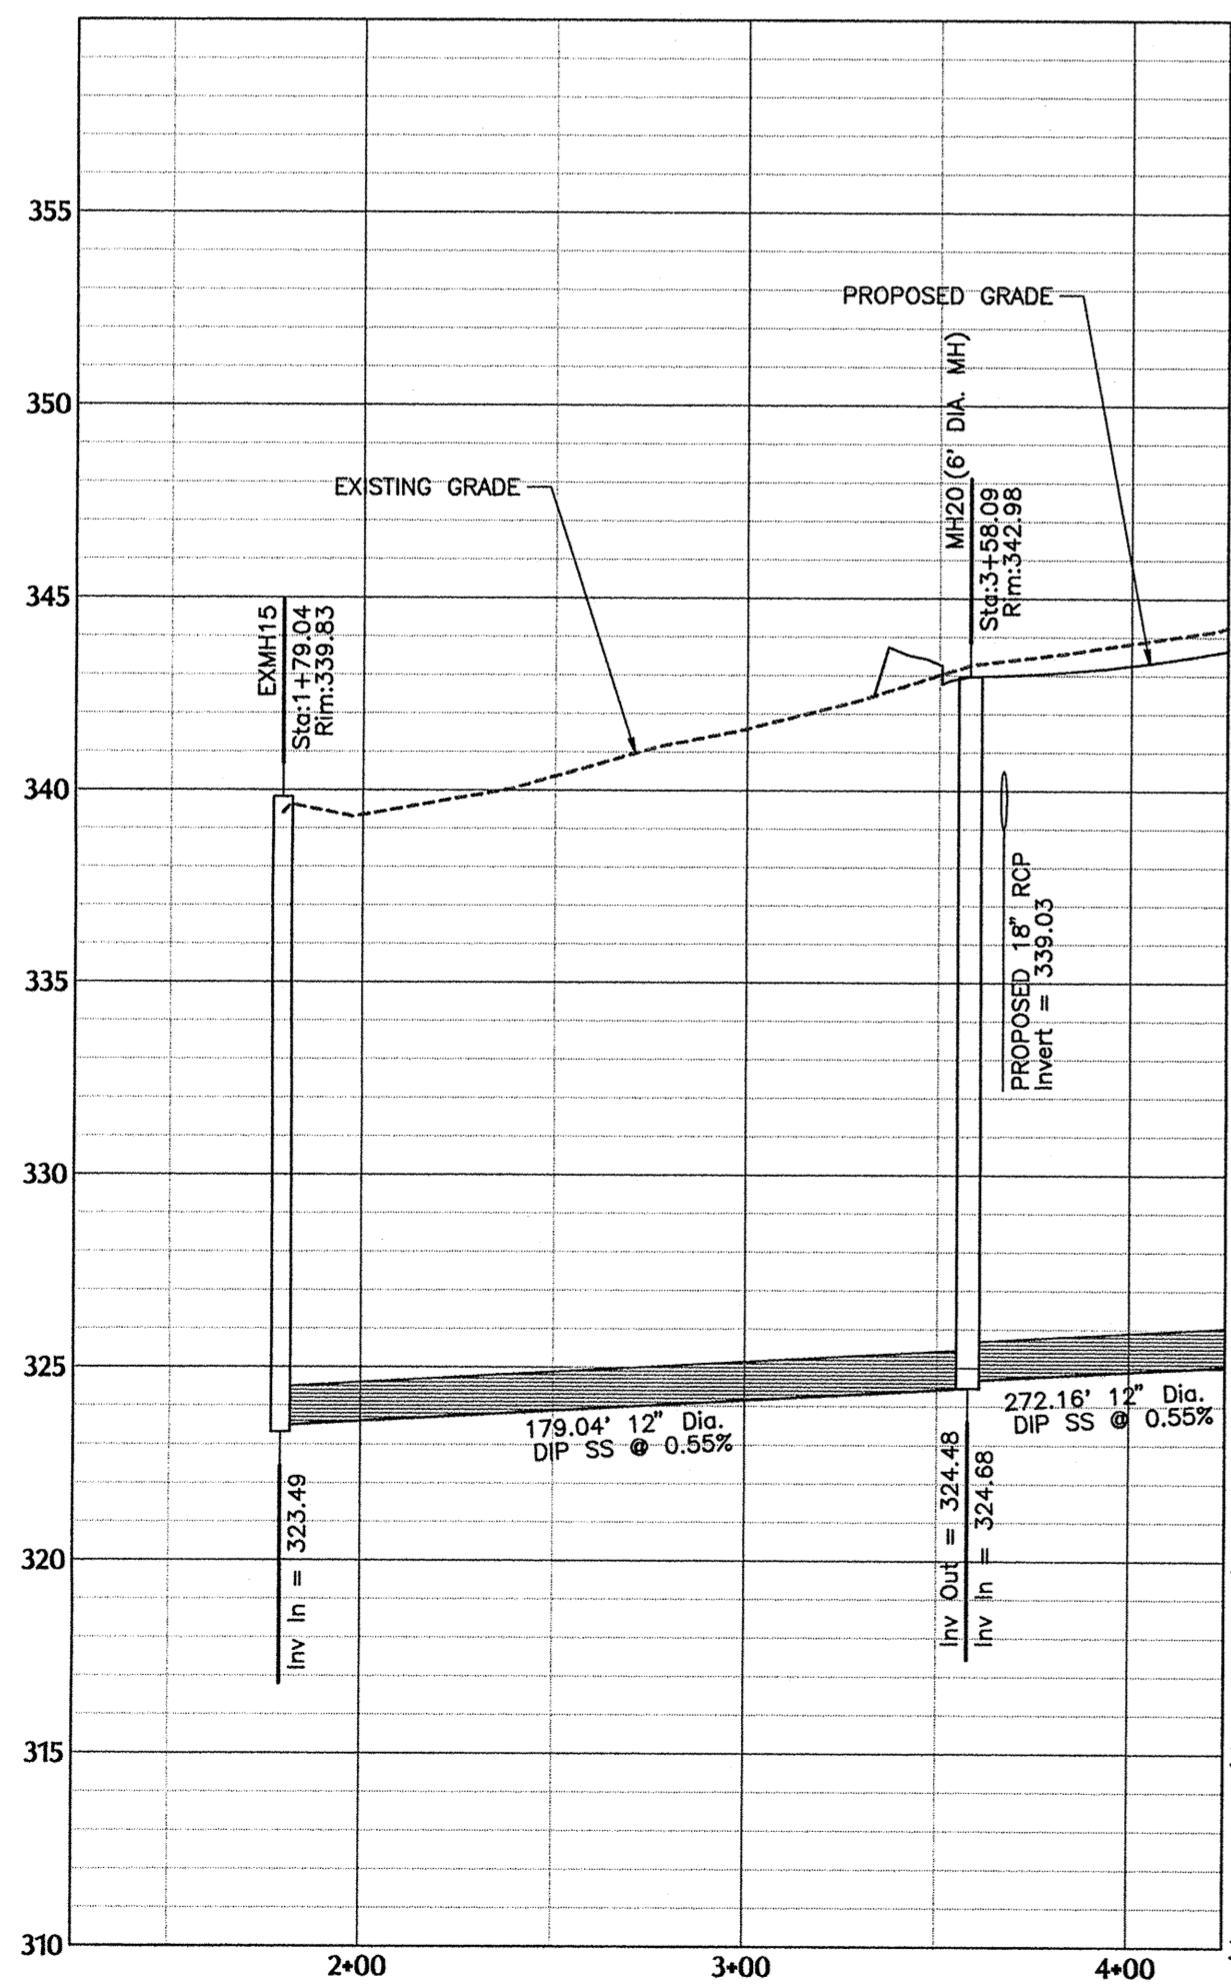 355
PROPOSED GRADE
350
MH20 (6' DIA. MH)
Sta:3+58.09
Rim:342.98
EXISTING GRADE
345
EXMH15
Sta:1+79.04
Rim:339.83
340
PROPOSED 18" RCP
Invert = 339.03
335
330
325
179.04' 12" Dia.
DIP SS @ 0.55%
272.16' 12" Dia.
DIP SS @ 0.55%
Inv In = 323.49
Inv Out = 324.48
Inv In = 324.68
320
315
310
2+00
3+00
4+00